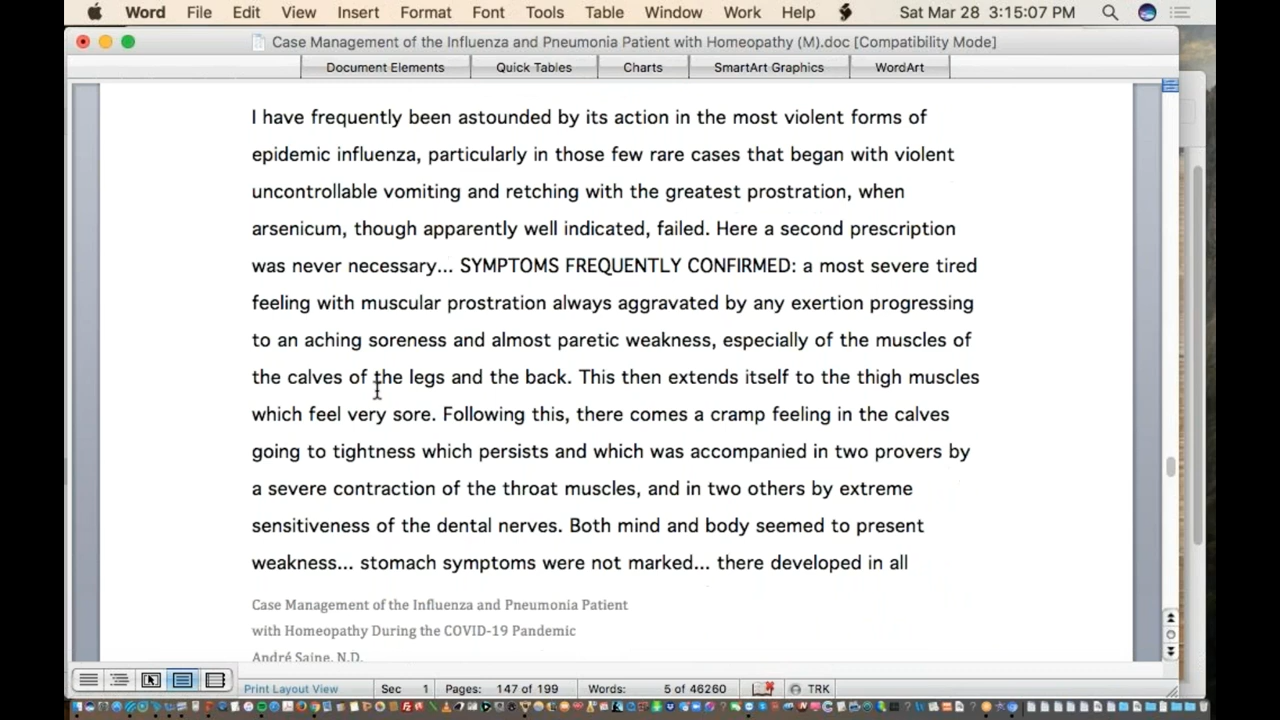 Word File Edit View Insert Format Font Tools Table Window Work Help Sat Mar 28 3:15:07 PM
Case Management of the Influenza and Pneumonia Patient with Homeopathy (M).doc [Compatibility Mode]
Document Elements Quick Tables Charts SmartArt Graphics WordArt
I have frequently been astounded by its action in the most violent forms of
epidemic influenza, particularly in those few rare cases that began with violent
uncontrollable vomiting and retching with the greatest prostration, when
arsenicum, though apparently well indicated, failed. Here a second prescription
was never necessary... SYMPTOMS FREQUENTLY CONFIRMED: a most severe tired
feeling with muscular prostration always aggravated by any exertion progressing
to an aching soreness and almost paretic weakness, especially of the muscles of
the calves of the legs and the back. This then extends itself to the thigh muscles
which feel very sore. Following this, there comes a cramp feeling in the calves
going to tightness which persists and which was accompanied in two provers by
a severe contraction of the throat muscles, and in two others by extreme
sensitiveness of the dental nerves. Both mind and body seemed to present
weakness... stomach symptoms were not marked... there developed in all
Case Management of the Influenza and Pneumonia Patient
with Homeopathy During the COVID-19 Pandemic
André Saine, N.D.
Print Layout View Sec 1 Pages: 147 of 199 Words: 5 of 46260 TRK